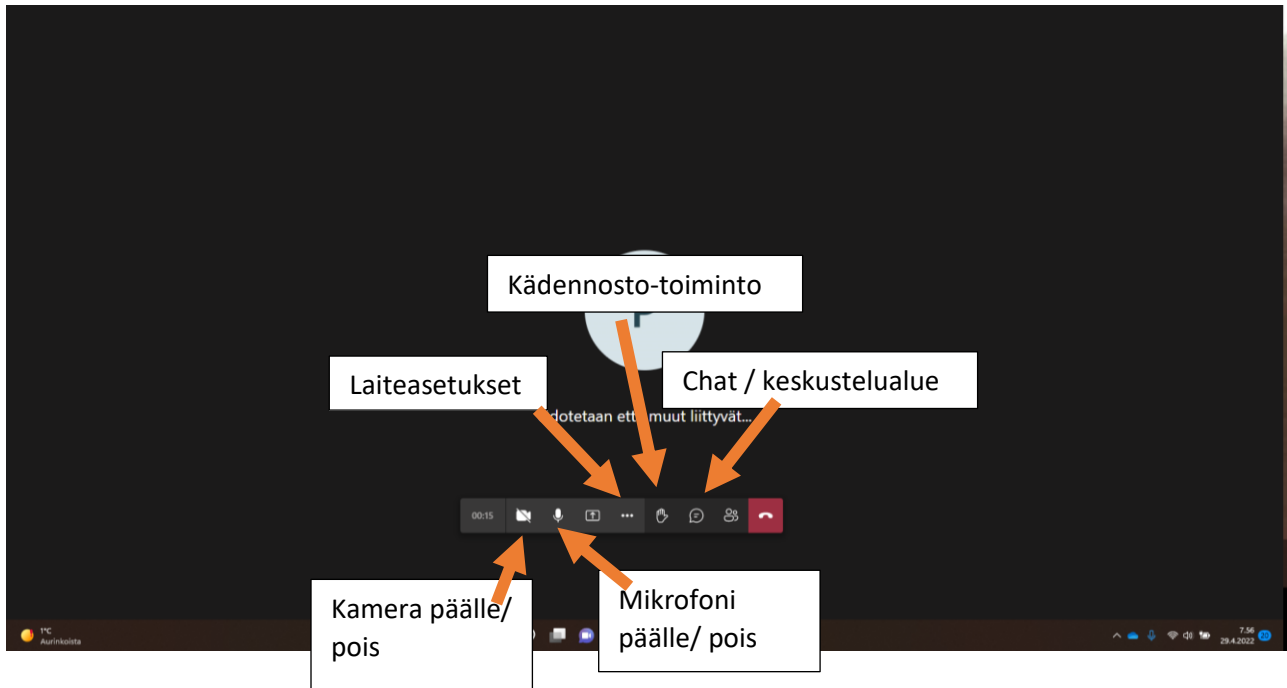 Kädennosto-toiminto
P
Laiteasetukset
Chat / keskustelualue
dotetaan että muut liittyvät...
00:15
Kamera päälle/
pois
Mikrofoni
päälle/ pois
1°C
Aurinkoista
7.56
29.4.2022